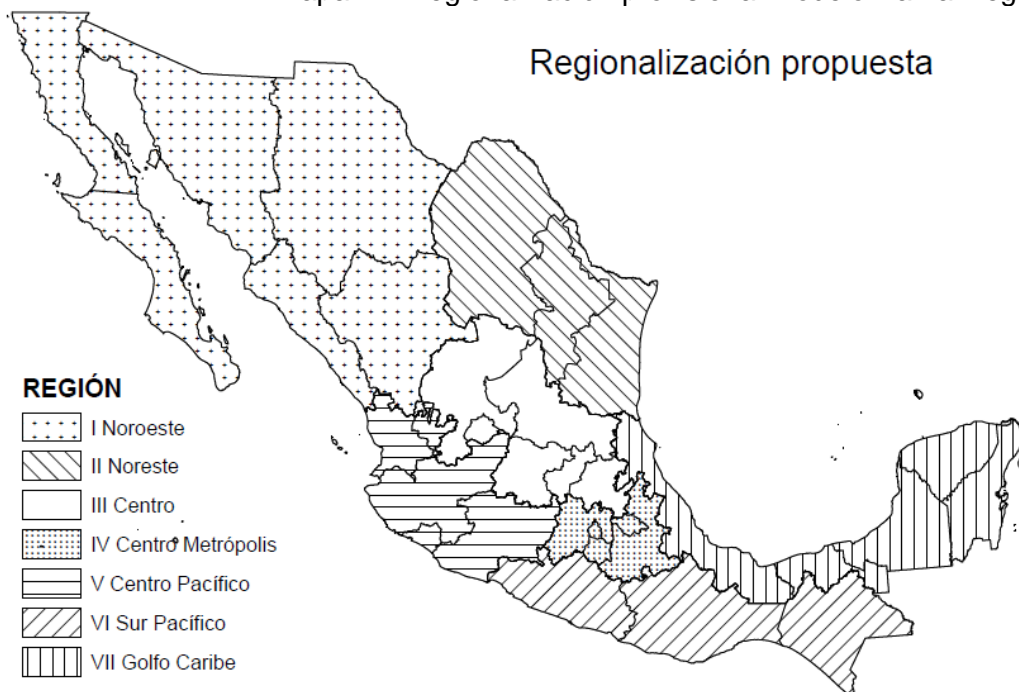 Regionalización propuesta
REGIÓN
I Noroeste
II Noreste
III Centro
IV Centro Metrópolis
V Centro Pacífico
VI Sur Pacífico
VII Golfo Caribe